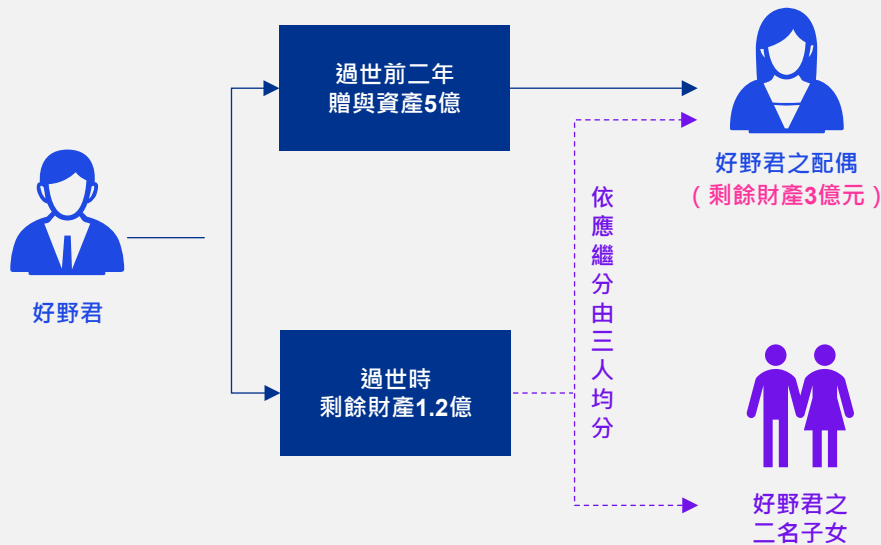 過世前二年
贈與資產5億
好野君之配偶
（剩餘財產3億元）
好野君
依應繼分由三人均分
過世時
剩餘財產1.2億
好野君之
二名子女